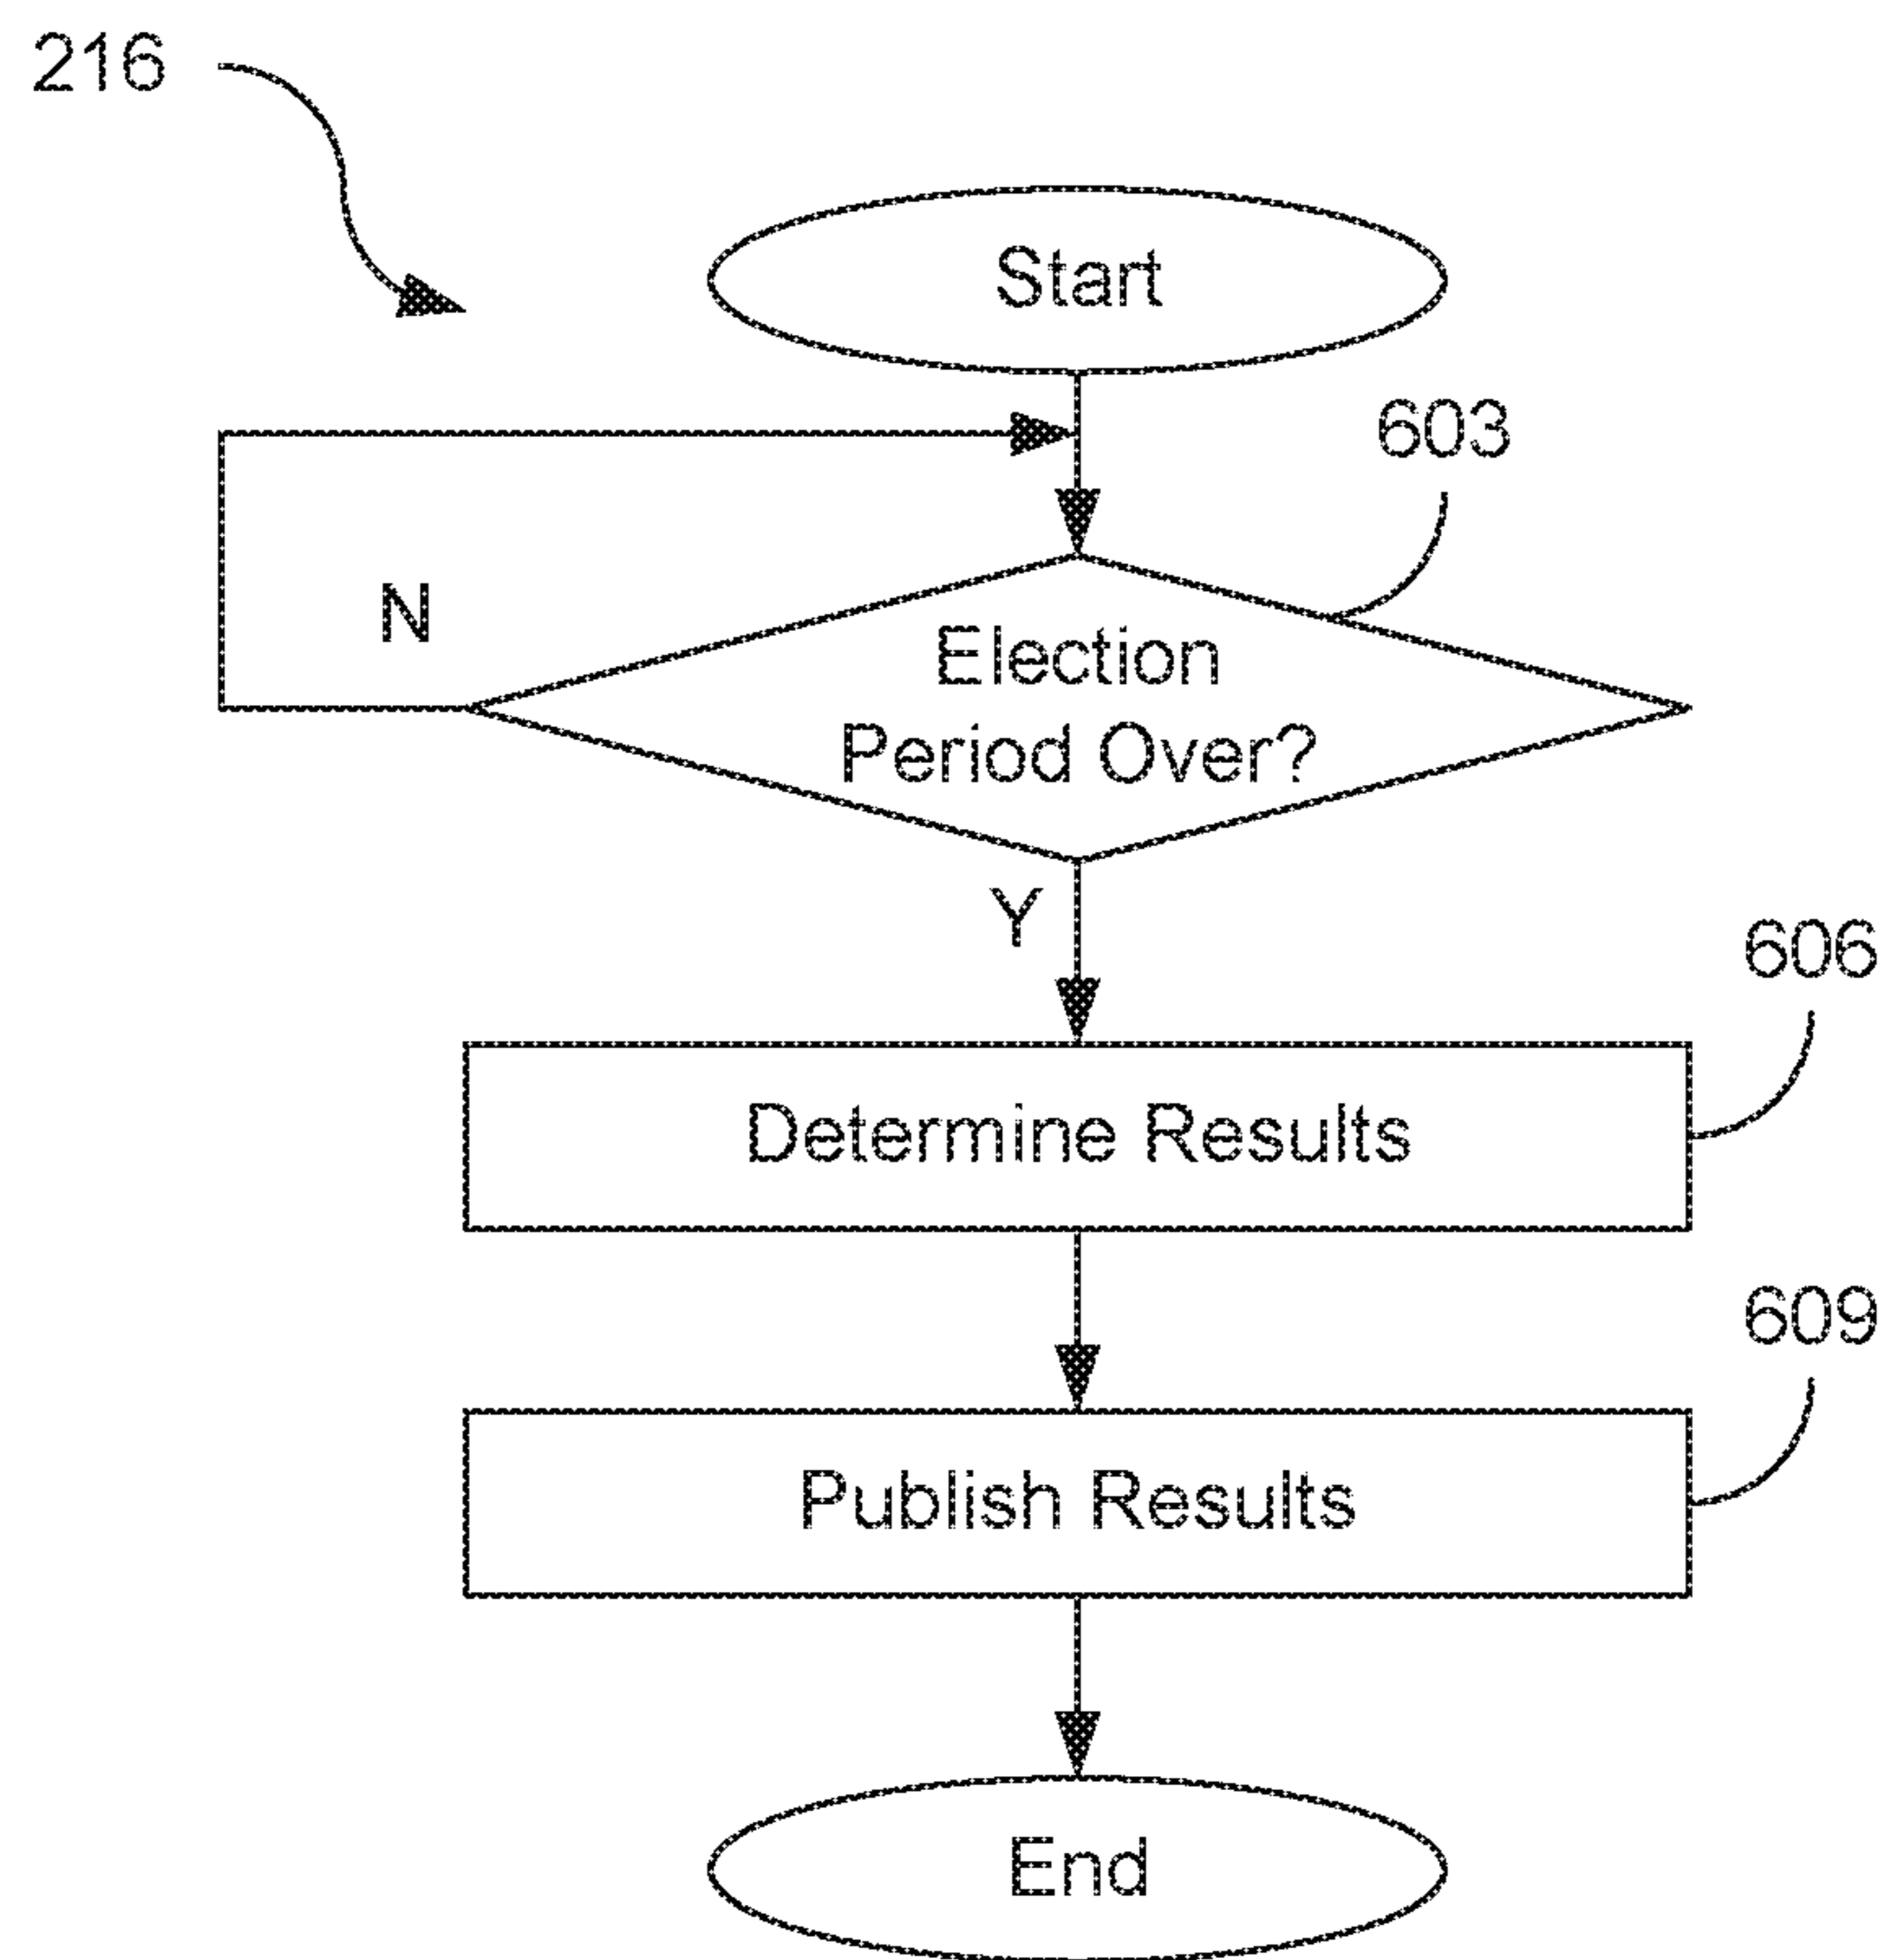 216
Start
603
N
Election
Period Over?
Y
606
Determine Results
609
Publish Results
End